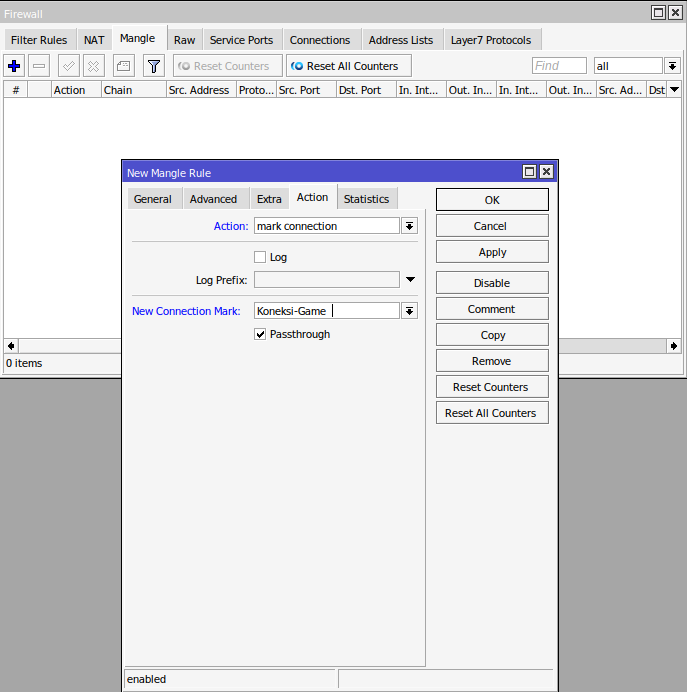 Firewall
Filter Rules NAT Mangle Raw Service Ports Connections Address Lists Layer7 Protocols
Reset Counters Reset All Counters Find all
# Action Chain Src. Address Proto... Src. Port Dst. Port In. Int... Out. In... In. Int... Out. In... Src. Ad... Dst
0 items
New Mangle Rule
General Advanced Extra Action Statistics
OK
Action: mark connection
Cancel
Apply
Log
Log Prefix:
Disable
New Connection Mark: Koneksi-Game
Comment
Passthrough
Copy
Remove
Reset Counters
Reset All Counters
enabled